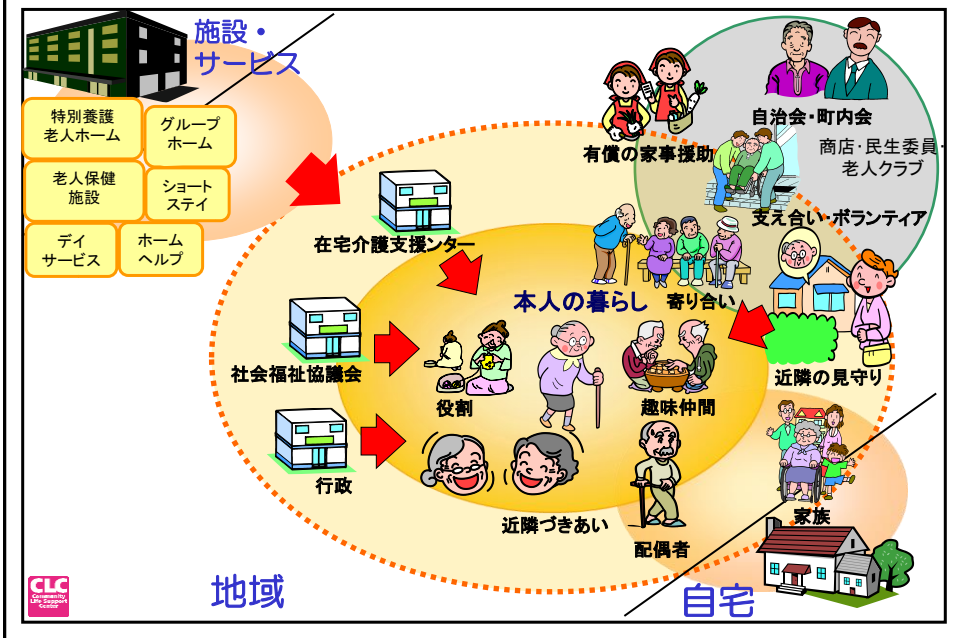 施設・
サービス
特別養護
老人ホーム
グループ
ホーム
老人保健
施設
ショート
ステイ
デイ
サービス
ホーム
ヘルプ
自治会・町内会
商店・民生委員・
老人クラブ
有償の家事援助
支え合い・ボランティア
在宅介護支援ンター
本人の暮らし
寄り合い
社会福祉協議会
役割
趣味仲間
近隣の見守り
行政
近隣づきあい
配偶者
家族
地域
自宅
CLC
Community
Life Support
Center